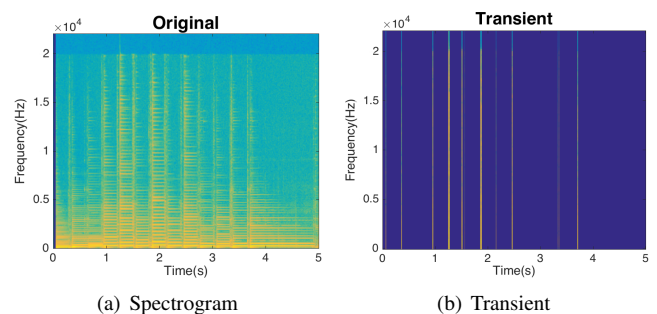 Original
× 10⁴
2
1.5
1
0.5
0
0 1 2 3 4 5
Frequency(Hz)
Time(s)
(a) Spectrogram
Transient
× 10⁴
2
1.5
1
0.5
0
0 1 2 3 4 5
Frequency(Hz)
Time(s)
(b) Transient